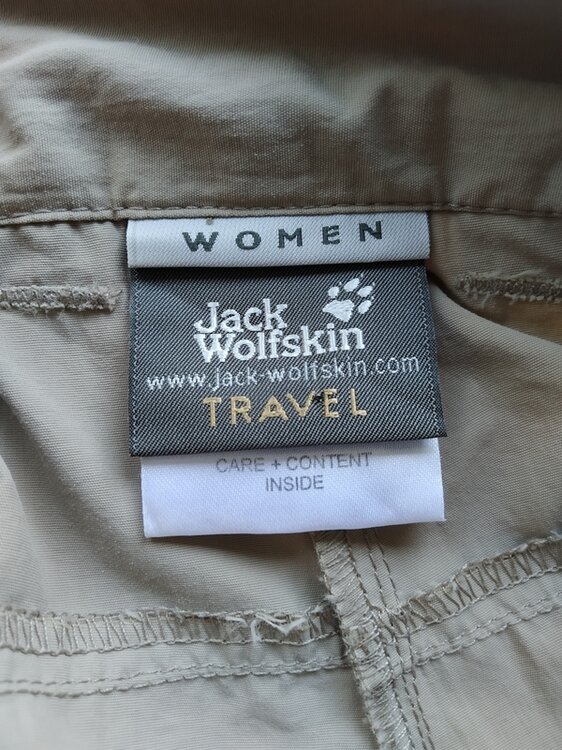 WOMEN
Jack
Wolfskin
www.jack-wolfskin.com
TRAVEL
CARE + CONTENT
INSIDE